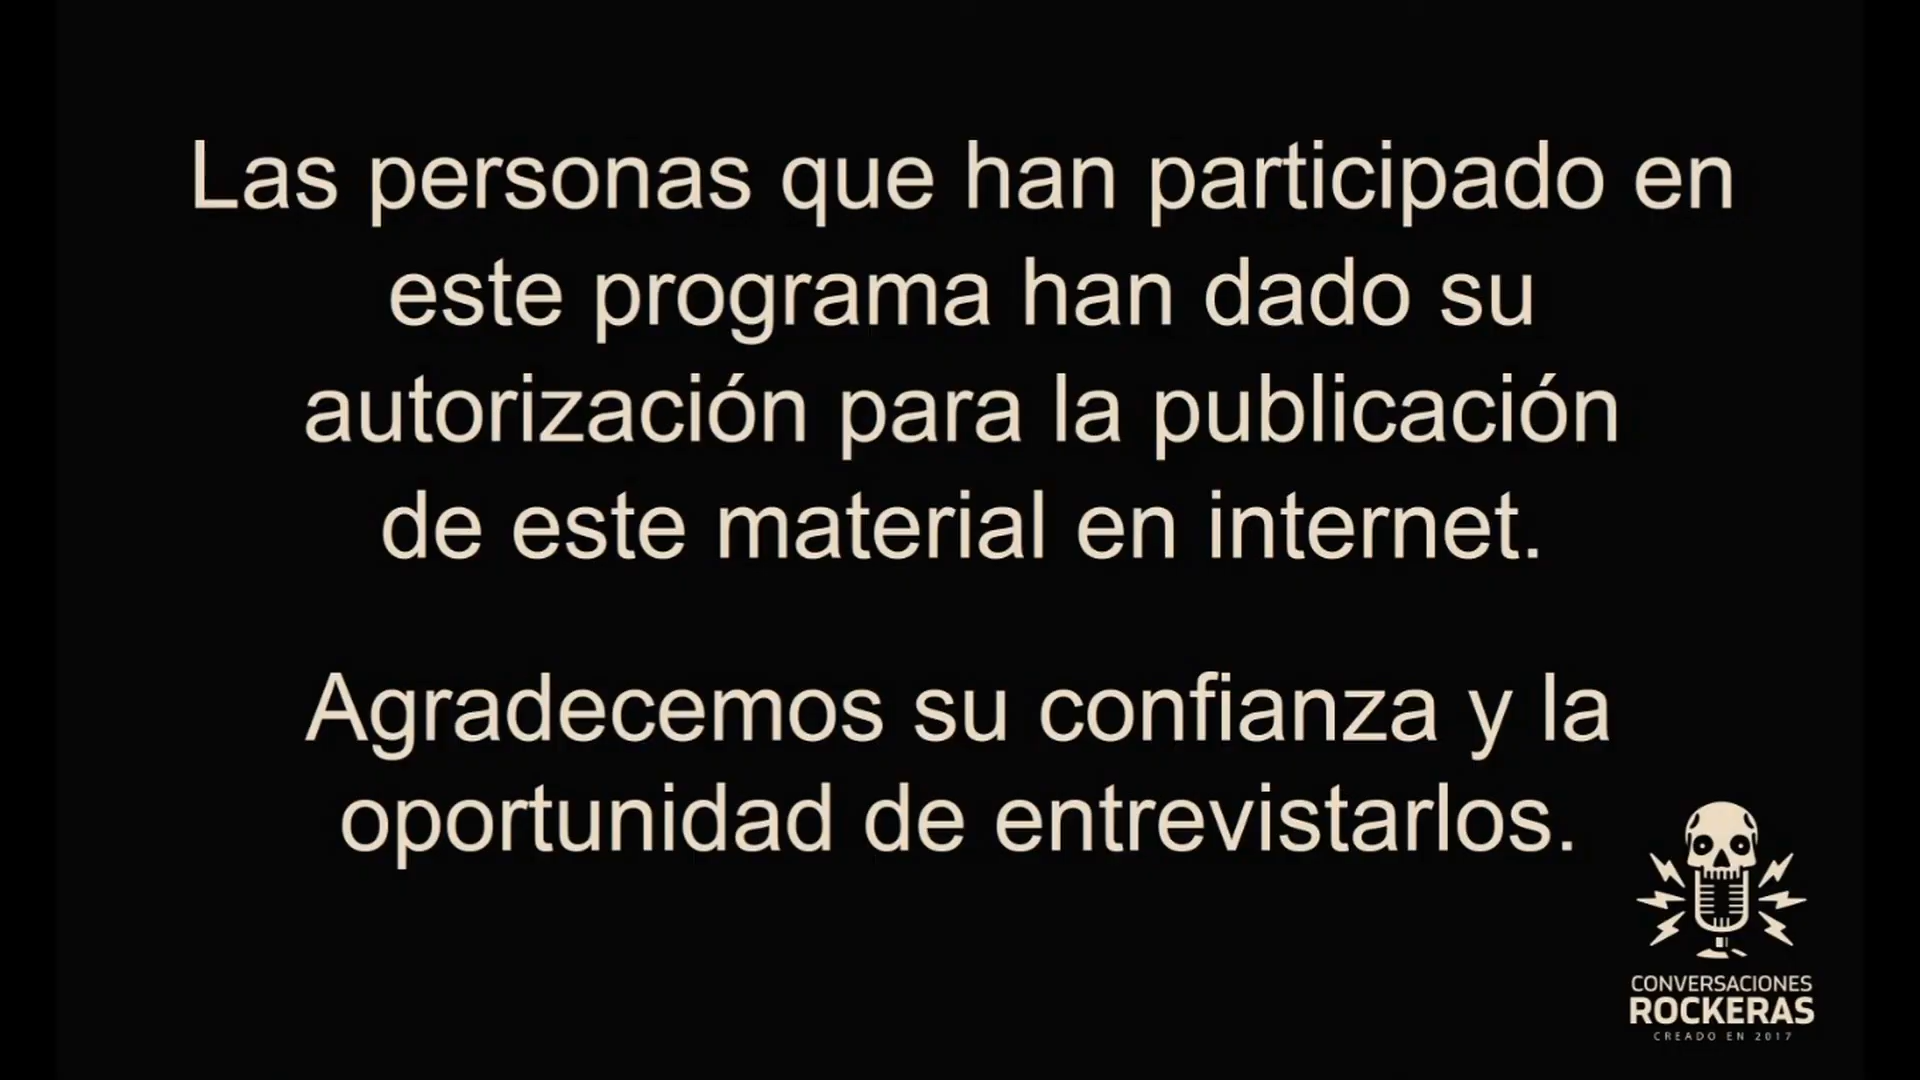 Las personas que han participado en
este programa han dado su
autorización para la publicación
de este material en internet.
Agradecemos su confianza y la
oportunidad de entrevistarlos.
CONVERSACIONES
ROCKERAS
CREADO EN 2017